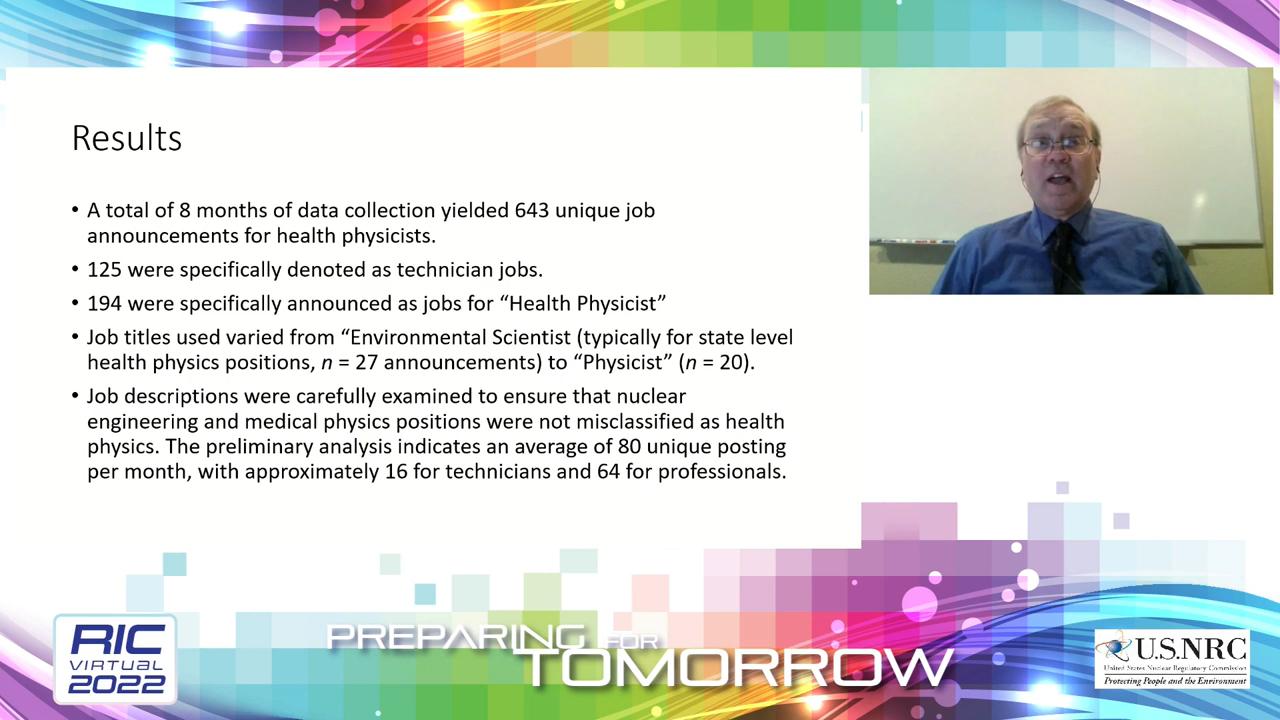 Results
• A total of 8 months of data collection yielded 643 unique job
announcements for health physicists.
• 125 were specifically denoted as technician jobs.
• 194 were specifically announced as jobs for “Health Physicist”
• Job titles used varied from “Environmental Scientist (typically for state level
health physics positions, n = 27 announcements) to “Physicist” (n = 20).
• Job descriptions were carefully examined to ensure that nuclear
engineering and medical physics positions were not misclassified as health
physics. The preliminary analysis indicates an average of 80 unique posting
per month, with approximately 16 for technicians and 64 for professionals.
RIC
VIRTUAL
2022
PREPARING FOR
TOMORROW
U.S.NRC
United States Nuclear Regulatory Commission
Protecting People and the Environment